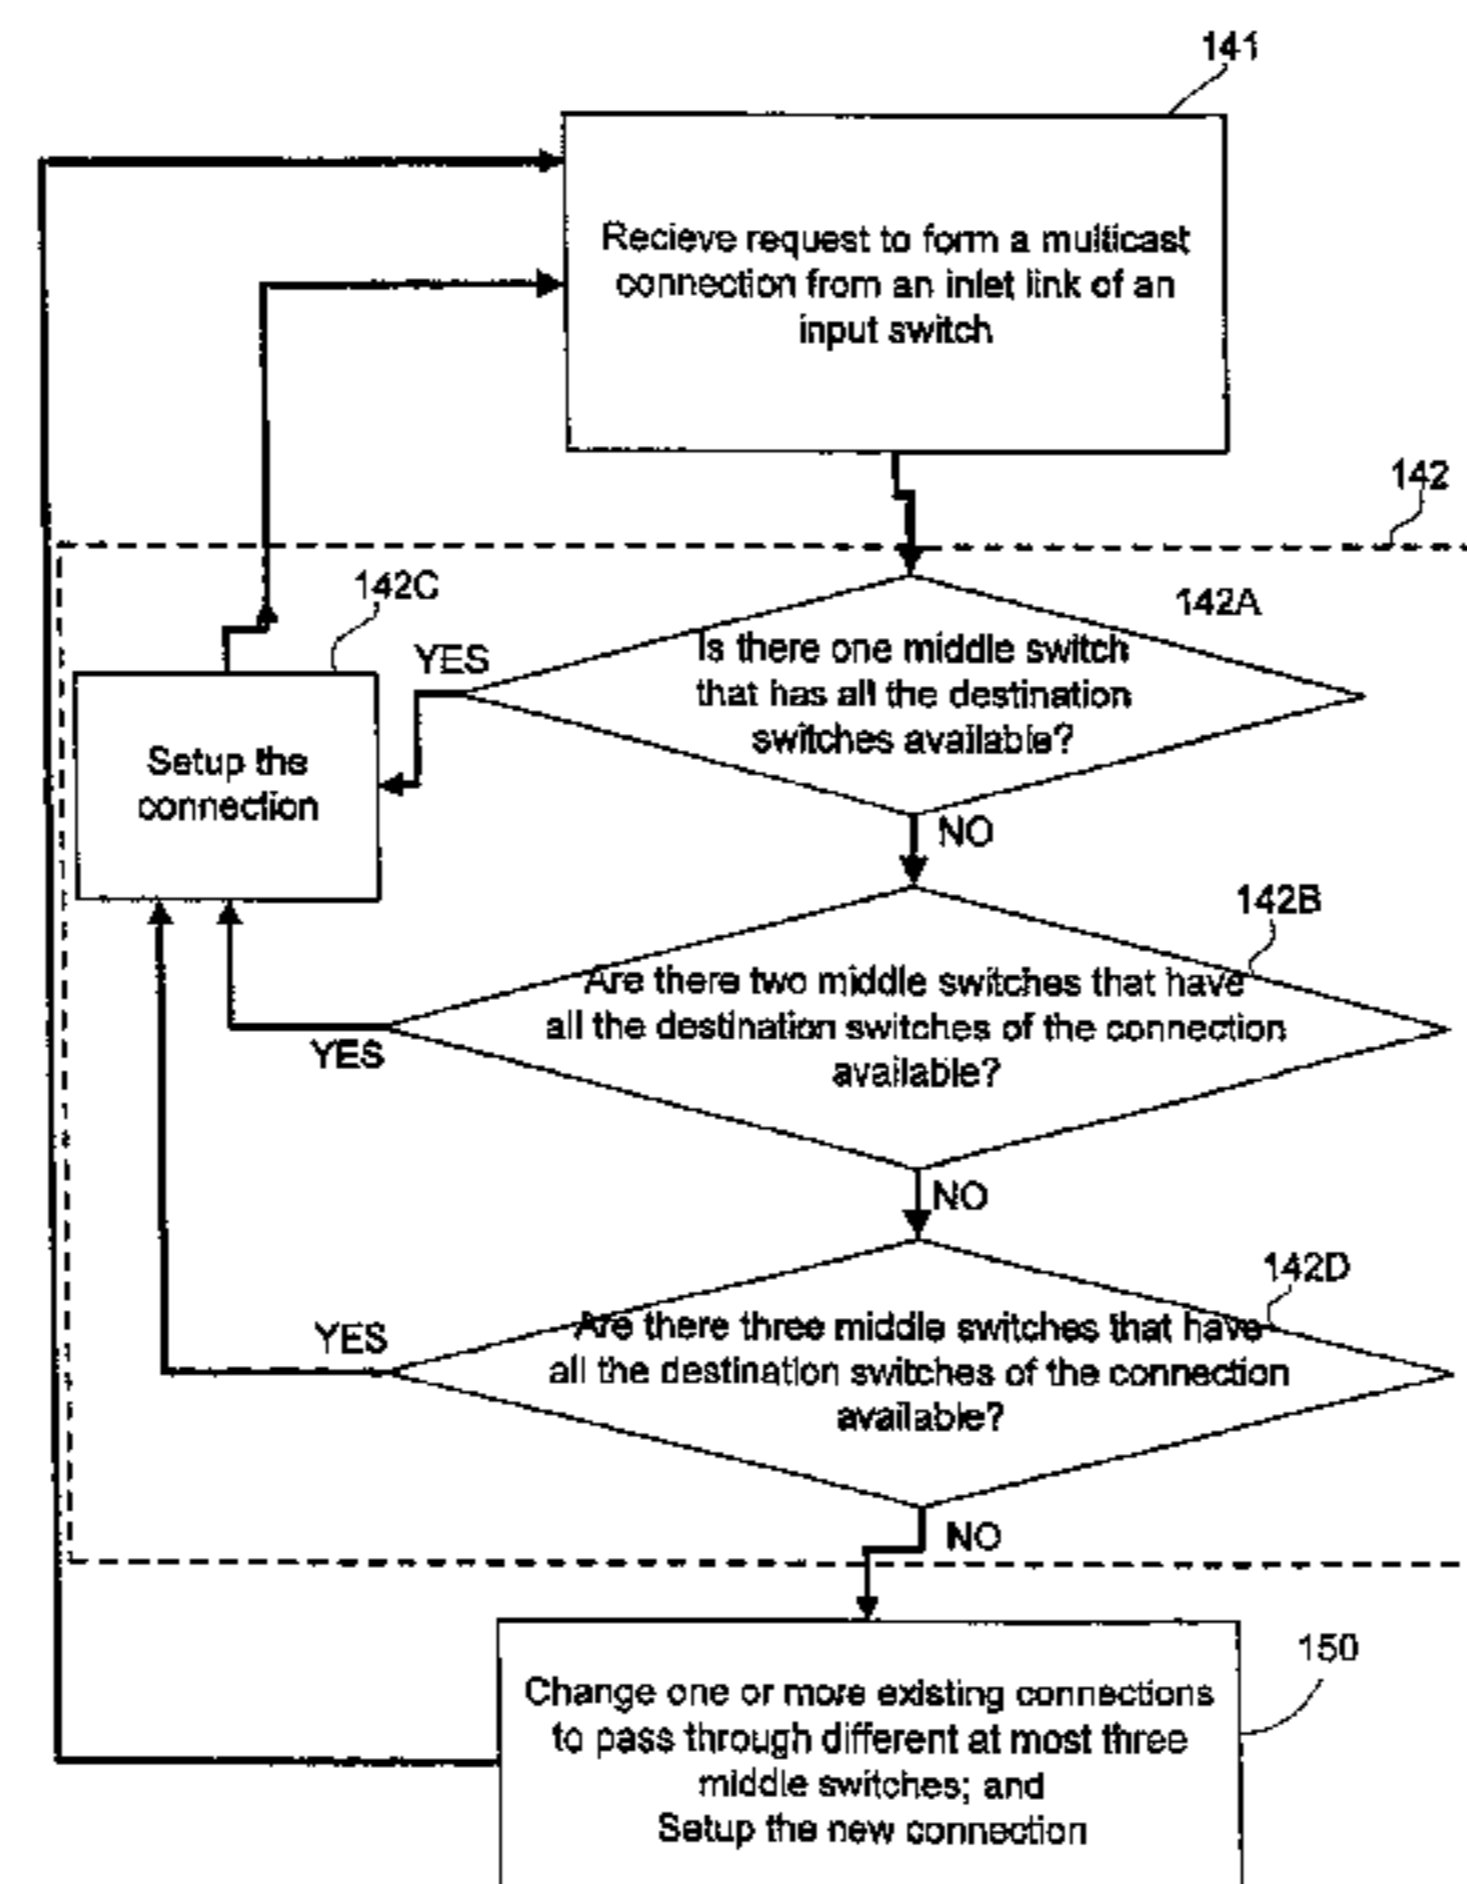 141
Recieve request to form a multicast
connection from an inlet link of an
input switch
142
142C
142A
YES
Is there one middle switch
that has all the destination
switches available?
Setup the
connection
NO
142B
Are there two middle switches that have
all the destination switches of the connection
available?
YES
NO
142D
YES
Are there three middle switches that have
all the destination switches of the connection
available?
NO
150
Change one or more existing connections
to pass through different at most three
middle switches; and
Setup the new connection